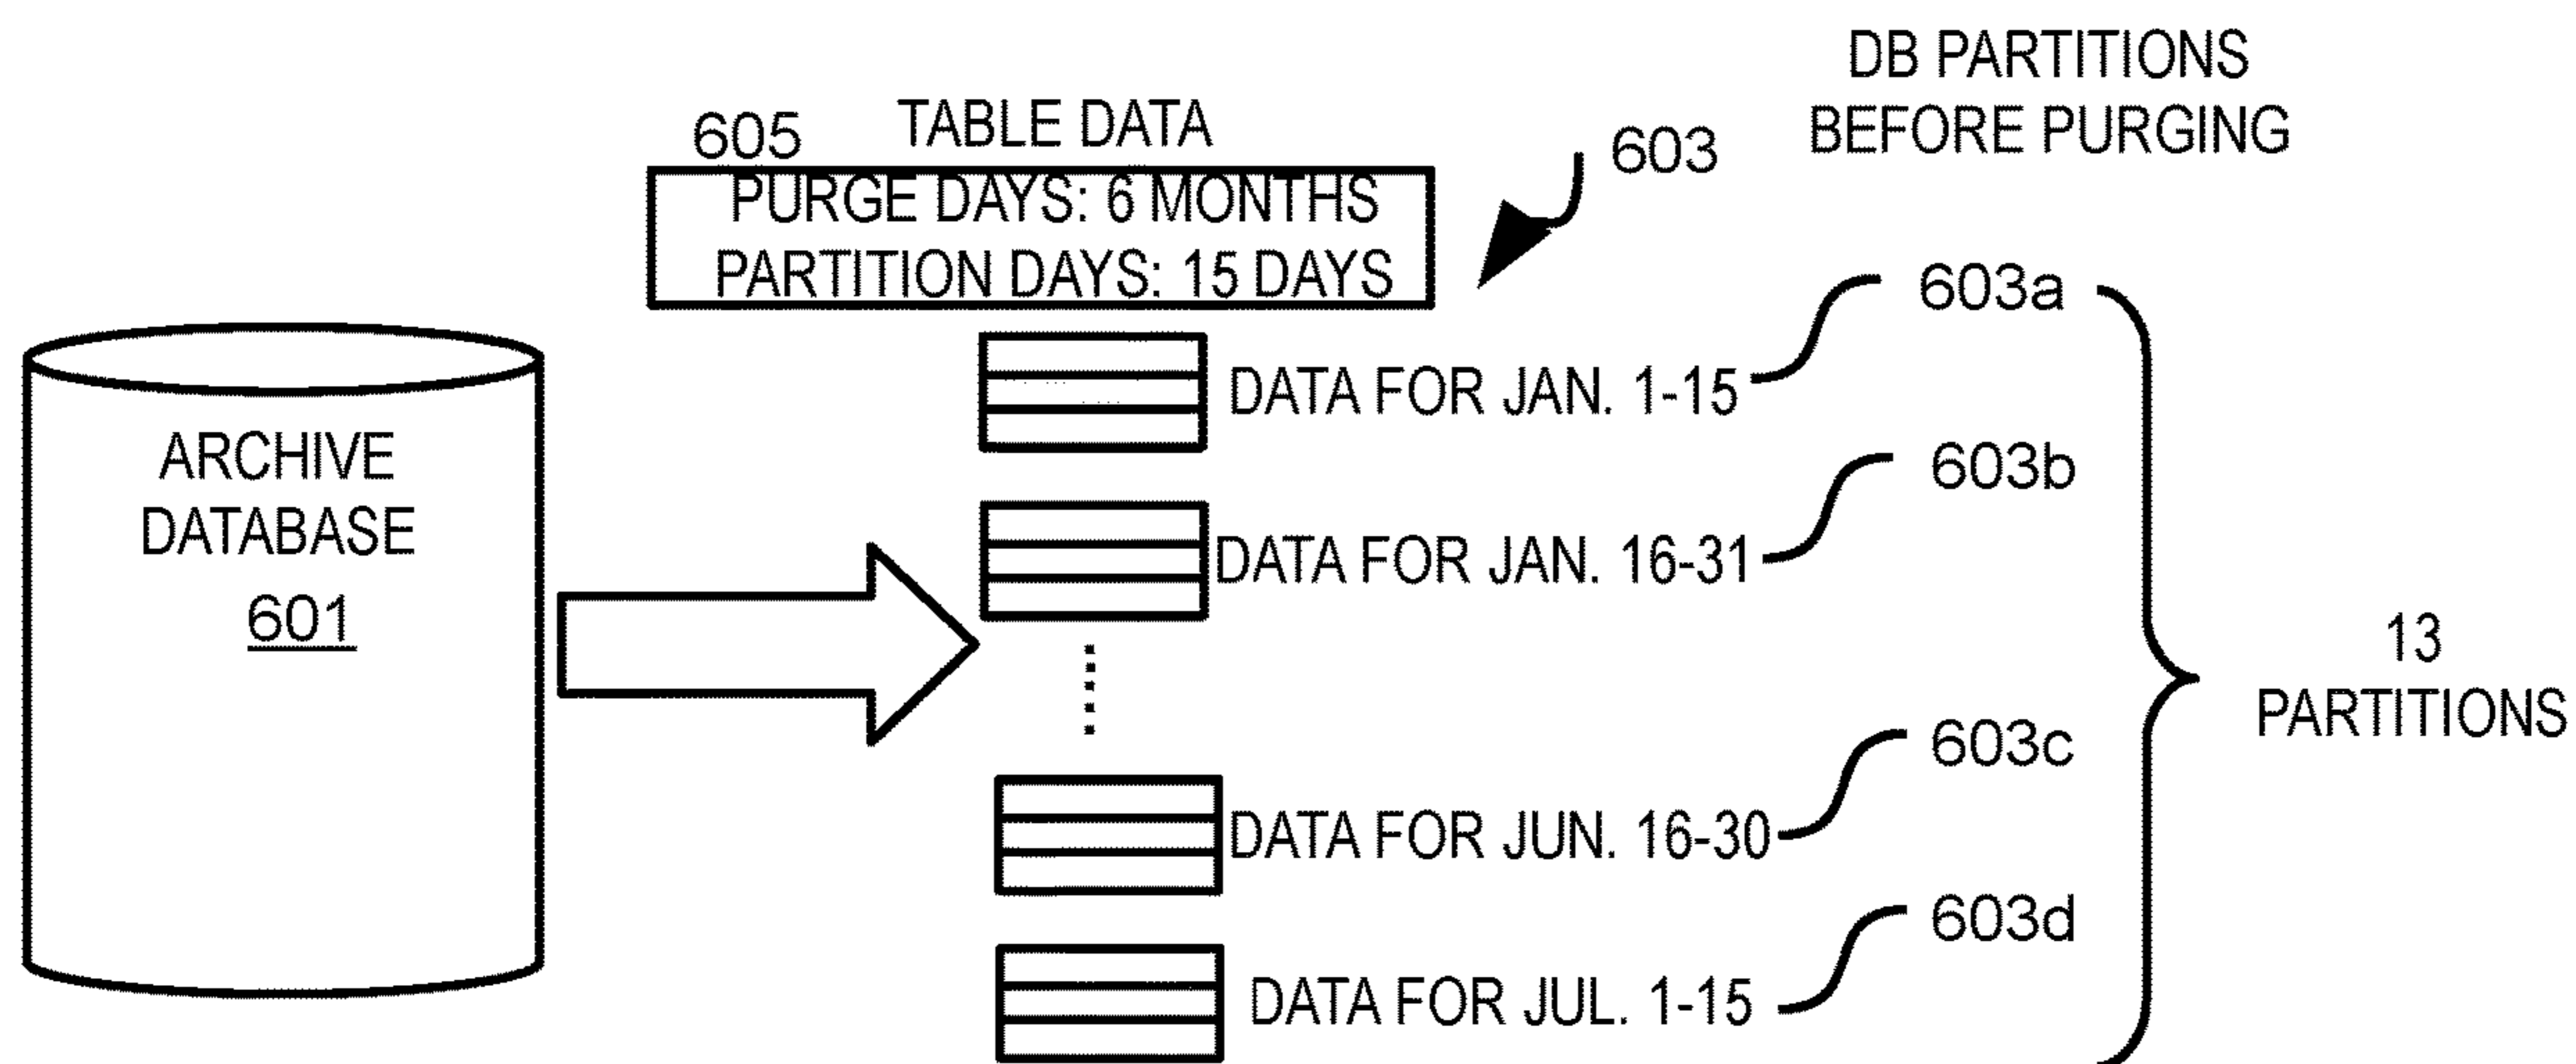 DB PARTITIONS
BEFORE PURGING
605
TABLE DATA
603
PURGE DAYS: 6 MONTHS
PARTITION DAYS: 15 DAYS
603a
DATA FOR JAN. 1-15
603b
DATA FOR JAN. 16-31
ARCHIVE
DATABASE
601
13
PARTITIONS
603c
DATA FOR JUN. 16-30
603d
DATA FOR JUL. 1-15